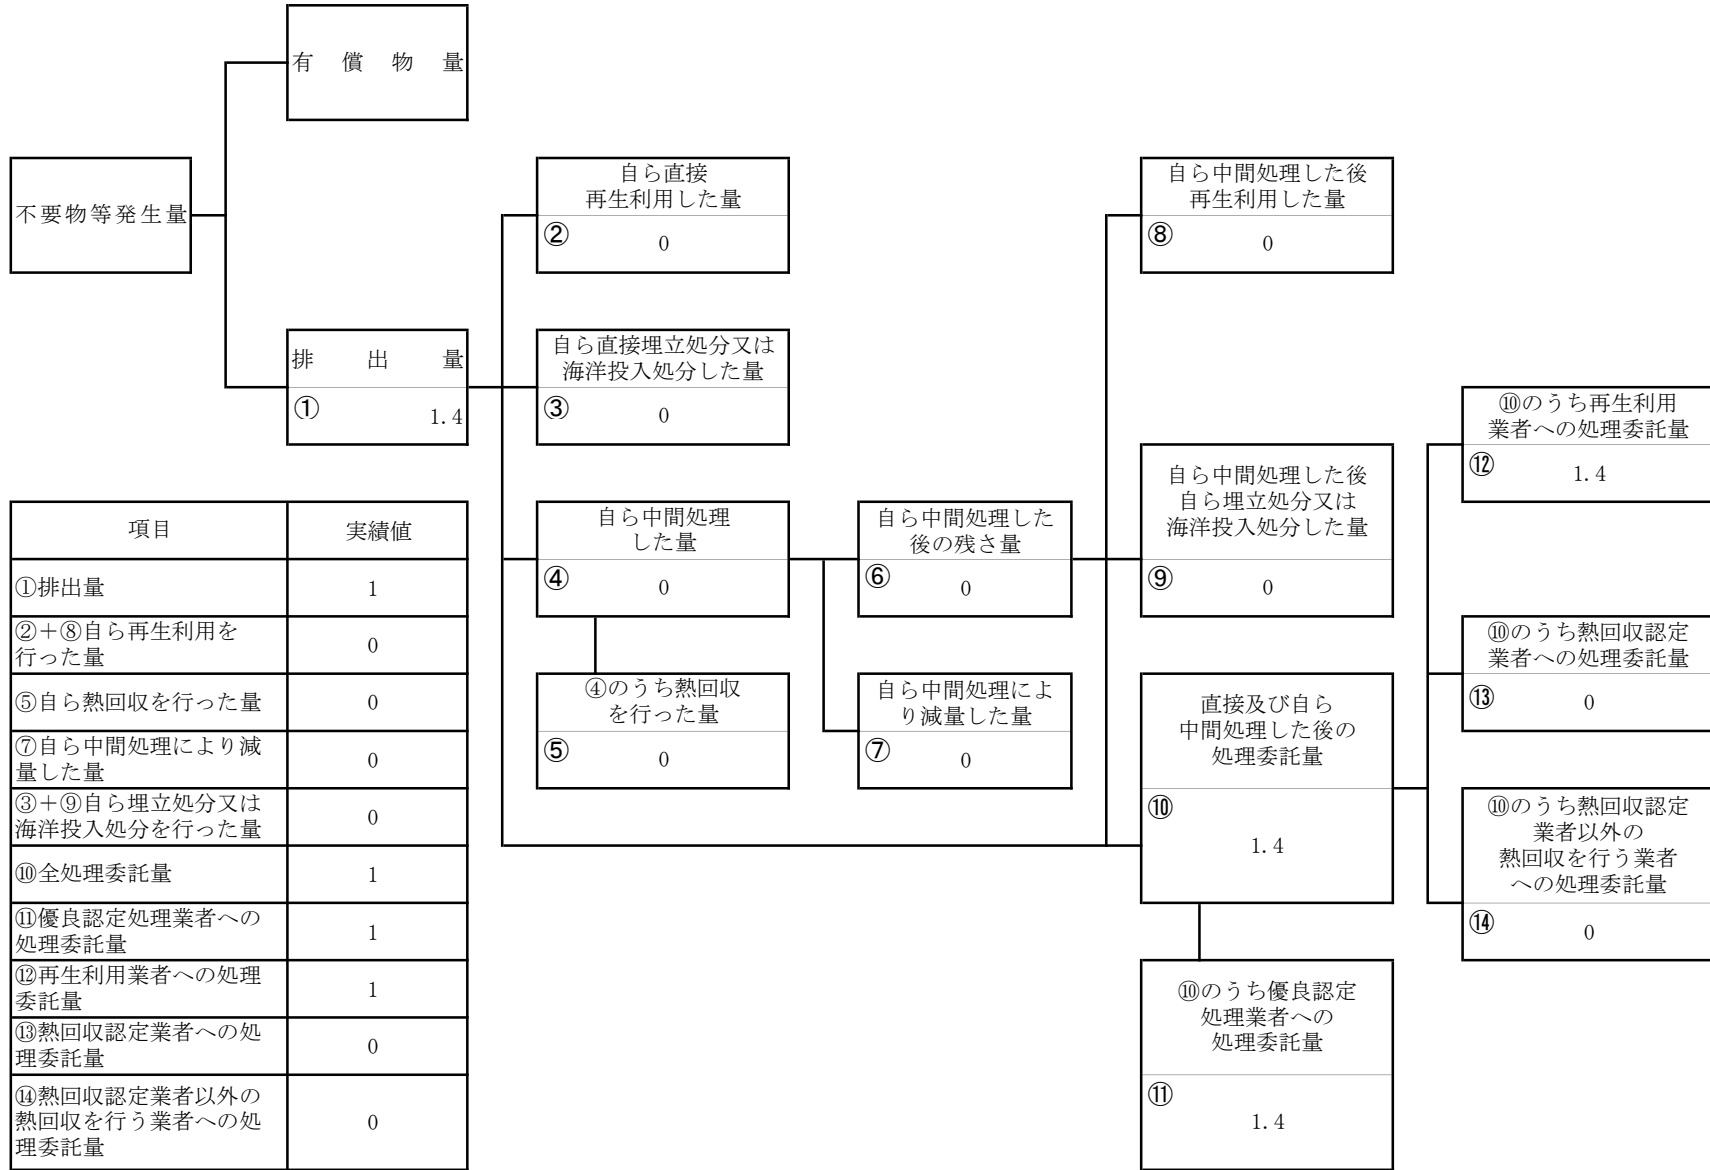 有償物量
不要物等発生量
排出量
①
1.4
自ら直接
再生利用した量
②
0
自ら直接埋立処分又は
海洋投入処分した量
③
0
自ら中間処理
した量
④
0
④のうち熱回収
を行った量
⑤
0
自ら中間処理した
後の残さ量
⑥
0
自ら中間処理によ
り減量した量
⑦
0
自ら中間処理した後
再生利用した量
⑧
0
自ら中間処理した後
自ら埋立処分又は
海洋投入処分した量
⑨
0
直接及び自ら
中間処理した後の
処理委託量
⑩
1.4
⑩のうち優良認定
処理業者への
処理委託量
⑪
1.4
⑩のうち再生利用
業者への処理委託量
⑫
1.4
⑩のうち熱回収認定
業者への処理委託量
⑬
0
⑩のうち熱回収認定
業者以外の
熱回収を行う業者
への処理委託量
⑭
0
項目 実績値
①排出量 1
②＋⑧自ら再生利用を
行った量 0
⑤自ら熱回収を行った量 0
⑦自ら中間処理により減
量した量 0
③＋⑨自ら埋立処分又は
海洋投入処分を行った量 0
⑩全処理委託量 1
⑪優良認定処理業者への
処理委託量 1
⑫再生利用業者への処理
委託量 1
⑬熱回収認定業者への処
理委託量 0
⑭熱回収認定業者以外の
熱回収を行う業者への処
理委託量 0